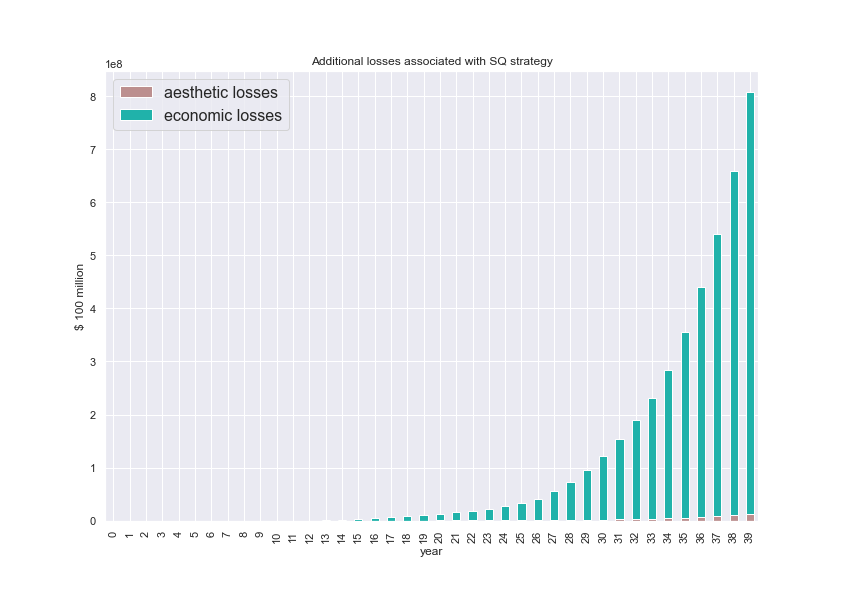 Additional losses associated with SQ strategy
1e8
aesthetic losses
economic losses
8
7
6
5
4
3
2
1
0
$ 100 million
0 1 2 3 4 5 6 7 8 9 10 11 12 13 14 15 16 17 18 19 20 21 22 23 24 25 26 27 28 29 30 31 32 33 34 35 36 37 38 39
year